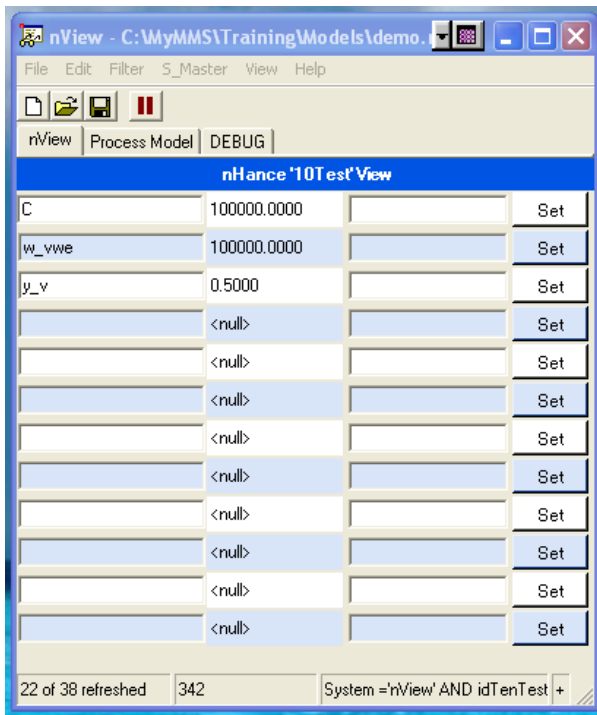 nView - C:\MyMMS\Training\Models\demo.
File Edit Filter S_Master View Help
nView Process Model DEBUG
nHance '10Test' View
C 100000.0000 Set
w_vwe 100000.0000 Set
y_v 0.5000 Set
<null> Set
<null> Set
<null> Set
<null> Set
<null> Set
<null> Set
<null> Set
<null> Set
<null> Set
22 of 38 refreshed 342 System ='nView' AND idTenTest +